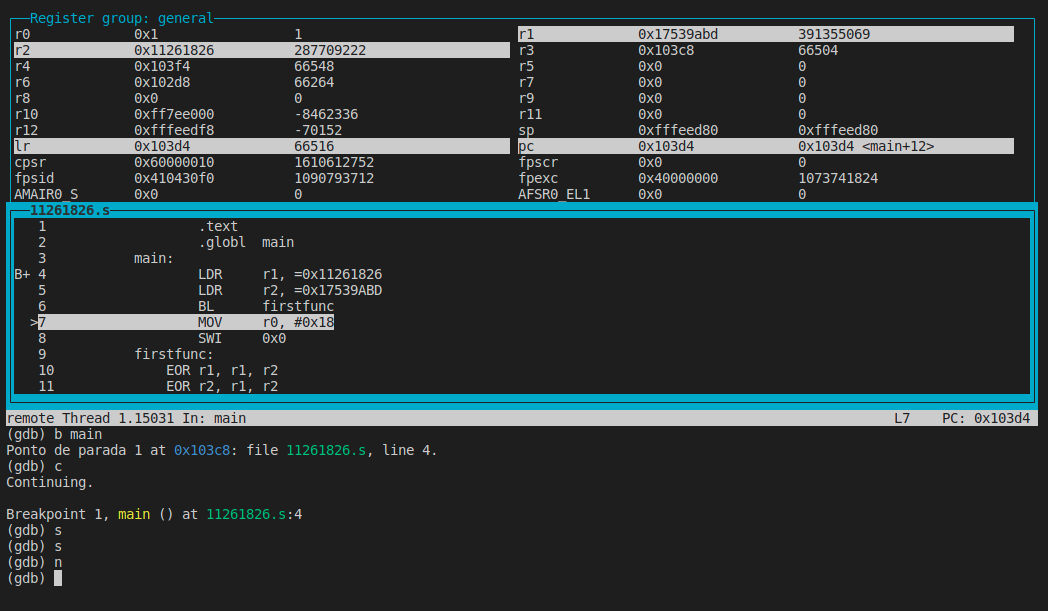 Register group: general
r0 0x1 1 r1 0x17539abd 391355069
r2 0x11261826 287709222 r3 0x103c8 66504
r4 0x103f4 66548 r5 0x0 0
r6 0x102d8 66264 r7 0x0 0
r8 0x0 0 r9 0x0 0
r10 0xff7ee000 -8462336 r11 0x0 0
r12 0xfffeedf8 -70152 sp 0xfffeed80 0xfffeed80
lr 0x103d4 66516 pc 0x103d4 0x103d4 <main+12>
cpsr 0x60000010 1610612752 fpscr 0x0 0
fpsid 0x410430f0 1090793712 fpexc 0x40000000 1073741824
AMAIR0_S 0x0 0 AFSR0_EL1 0x0 0
11261826.s
1 .text
2 .globl main
3 main:
B+ 4 LDR r1, =0x11261826
5 LDR r2, =0x17539ABD
6 BL firstfunc
>7 MOV r0, #0x18
8 SWI 0x0
9 firstfunc:
10 EOR r1, r1, r2
11 EOR r2, r1, r2
remote Thread 1.15031 In: main L7 PC: 0x103d4
(gdb) b main
Ponto de parada 1 at 0x103c8: file 11261826.s, line 4.
(gdb) c
Continuing.
Breakpoint 1, main () at 11261826.s:4
(gdb) s
(gdb) s
(gdb) n
(gdb)